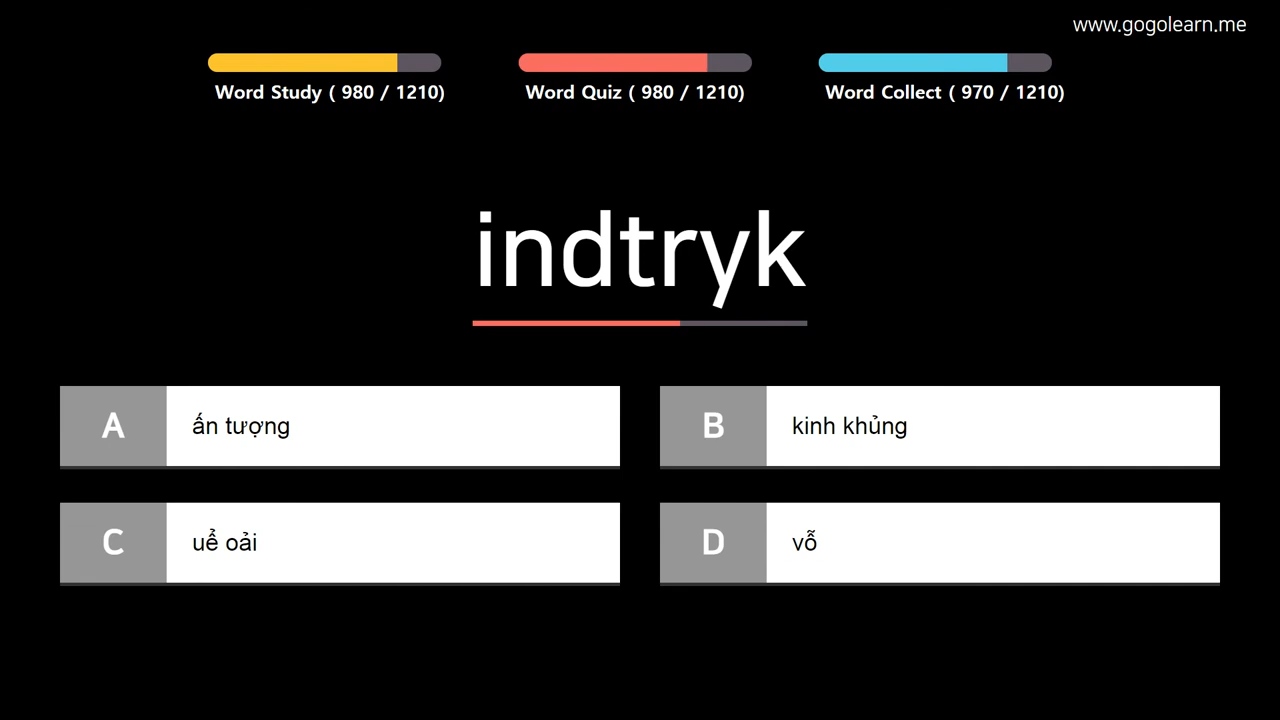 www.gogolearn.me
Word Study ( 980 / 1210)
Word Quiz ( 980 / 1210)
Word Collect ( 970 / 1210)
indtryk
A
ấn tượng
B
kinh khủng
C
uể oải
D
vỗ